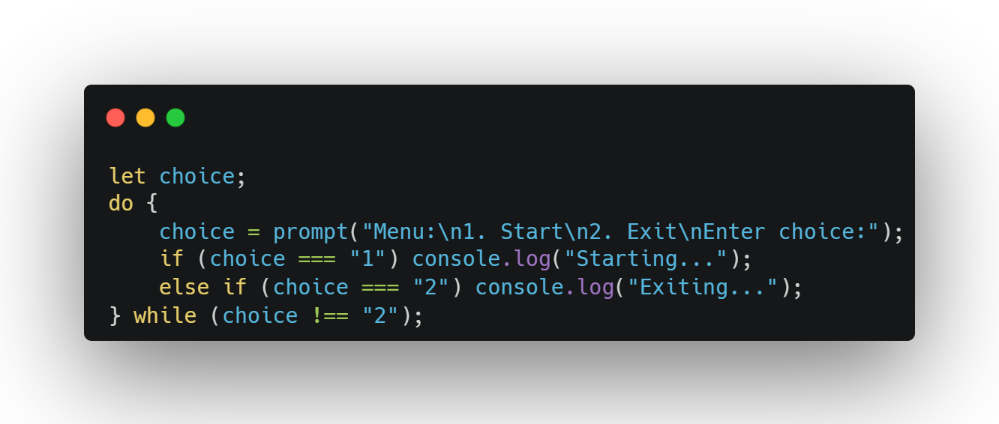 let choice;
do {
    choice = prompt("Menu:\n1. Start\n2. Exit\nEnter choice:");
    if (choice === "1") console.log("Starting...");
    else if (choice === "2") console.log("Exiting...");
} while (choice !== "2");